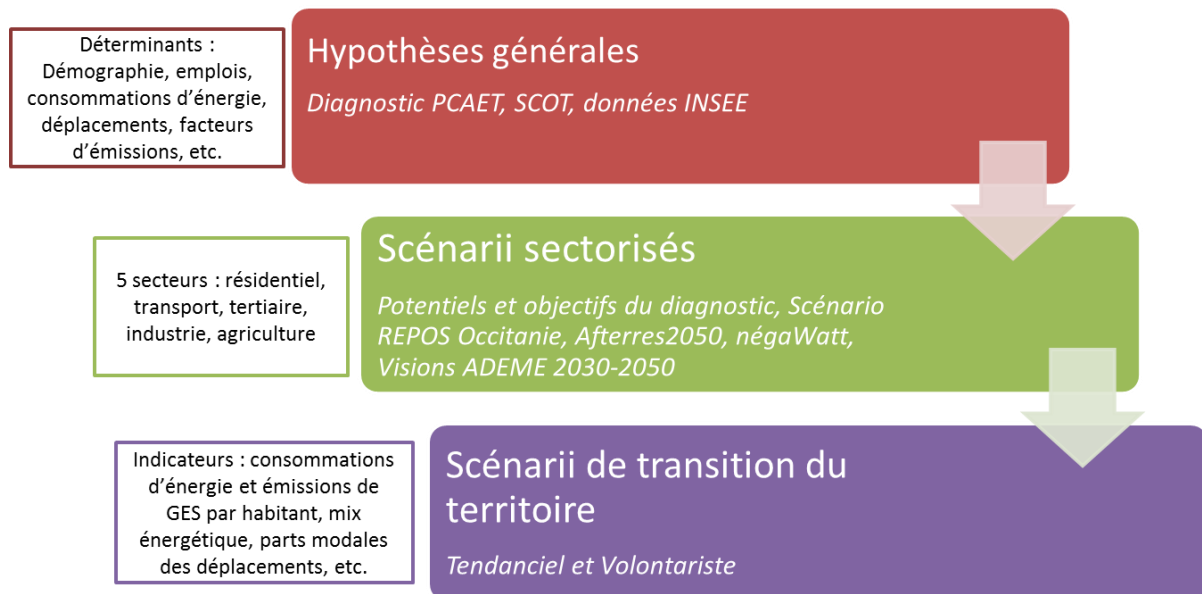 Déterminants :
Démographie, emplois,
consommations d’énergie,
déplacements, facteurs
d’émissions, etc.
Hypothèses générales
Diagnostic PCAET, SCOT, données INSEE
5 secteurs : résidentiel,
transport, tertiaire,
industrie, agriculture
Scénarii sectorisés
Potentiels et objectifs du diagnostic, Scénario
REPOS Occitanie, Afterres2050, négaWatt,
Visions ADEME 2030-2050
Indicateurs : consommations
d’énergie et émissions de
GES par habitant, mix
énergétique, parts modales
des déplacements, etc.
Scénarii de transition du
territoire
Tendanciel et Volontariste